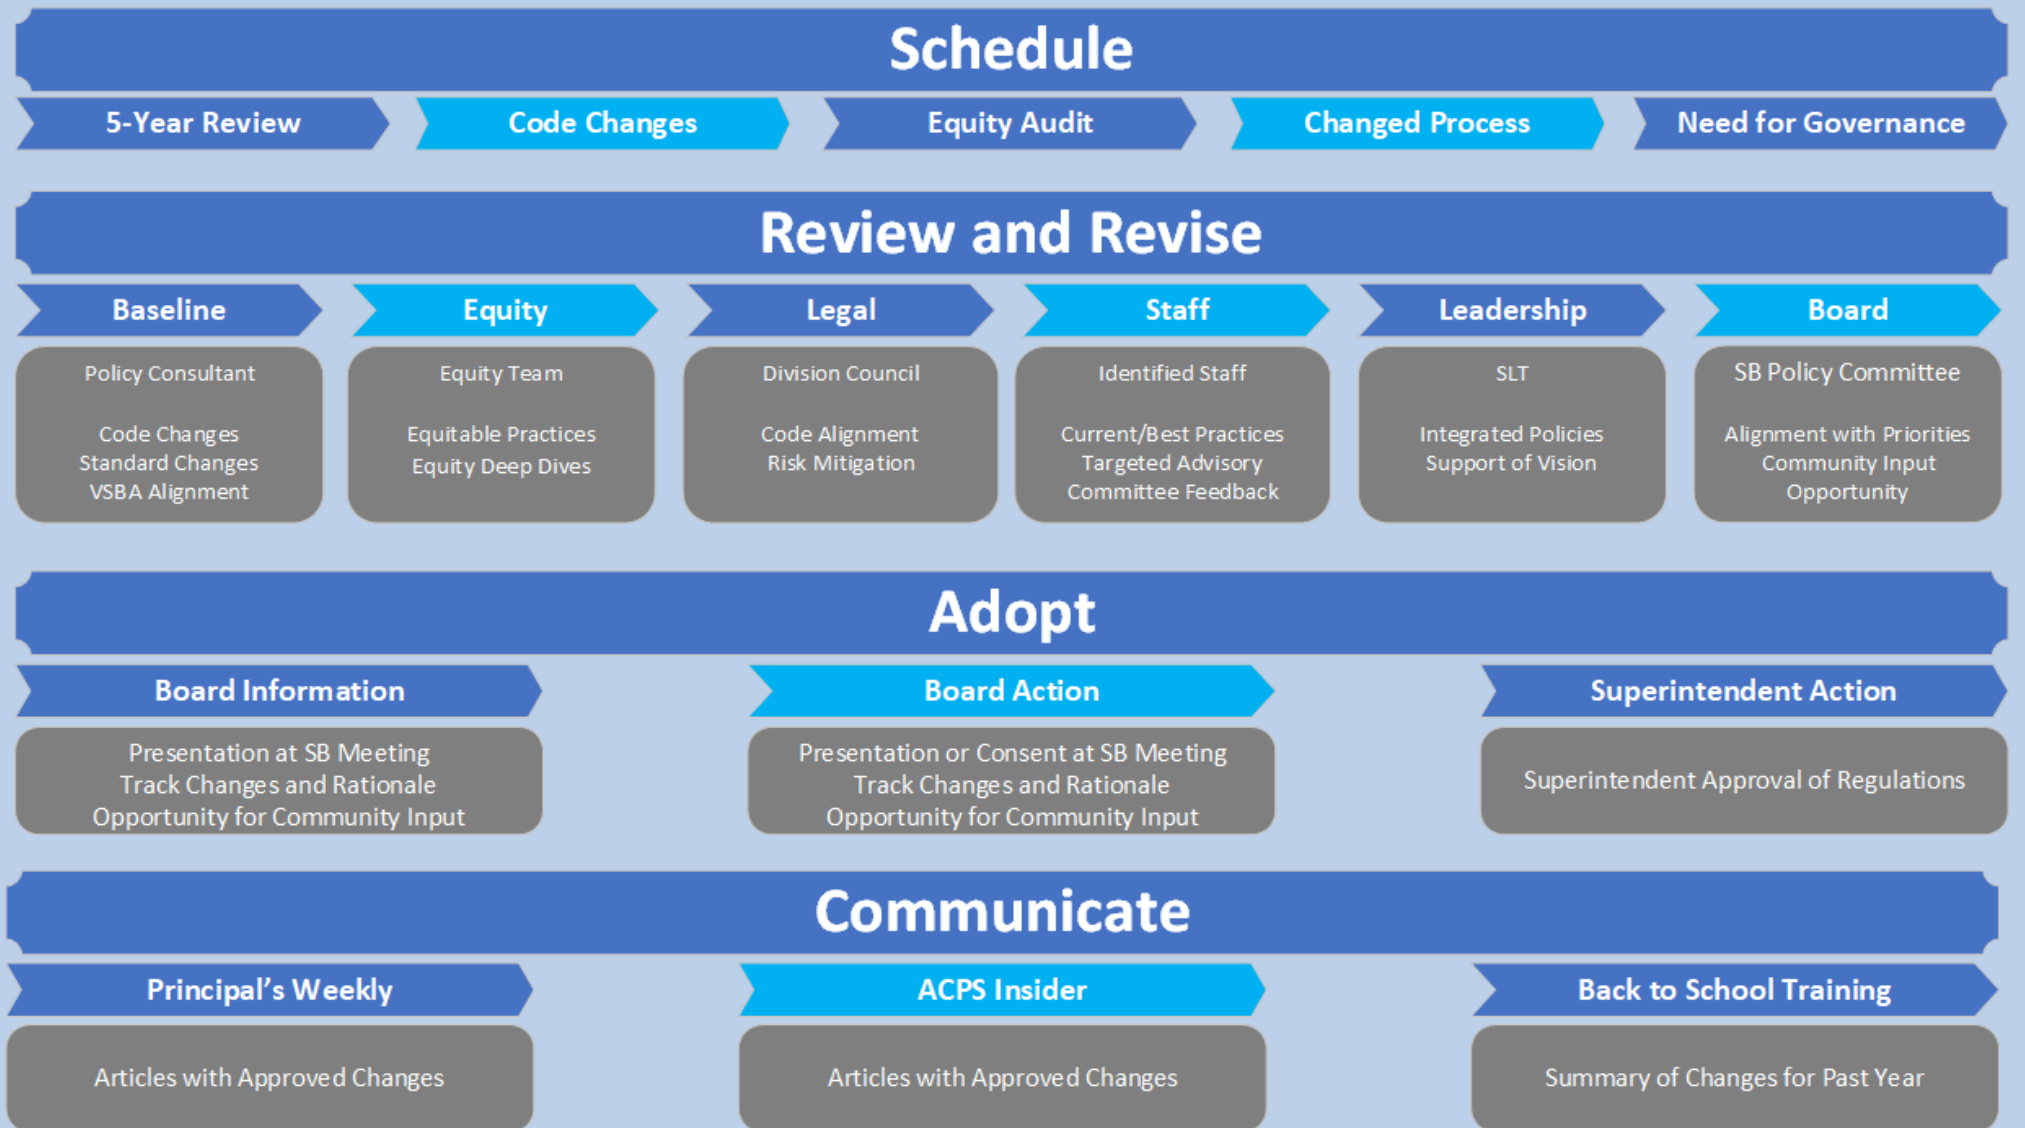 Schedule
5-Year Review
Code Changes
Equity Audit
Changed Process
Need for Governance
Review and Revise
Baseline
Equity
Legal
Staff
Leadership
Board
Policy Consultant
Code Changes
Standard Changes
VSBA Alignment
Equity Team
Equitable Practices
Equity Deep Dives
Division Council
Code Alignment
Risk Mitigation
Identified Staff
Current/Best Practices
Targeted Advisory
Committee Feedback
SLT
Integrated Policies
Support of Vision
SB Policy Committee
Alignment with Priorities
Community Input
Opportunity
Adopt
Board Information
Board Action
Superintendent Action
Presentation at SB Meeting
Track Changes and Rationale
Opportunity for Community Input
Presentation or Consent at SB Meeting
Track Changes and Rationale
Opportunity for Community Input
Superintendent Approval of Regulations
Communicate
Principal’s Weekly
ACPS Insider
Back to School Training
Articles with Approved Changes
Articles with Approved Changes
Summary of Changes for Past Year